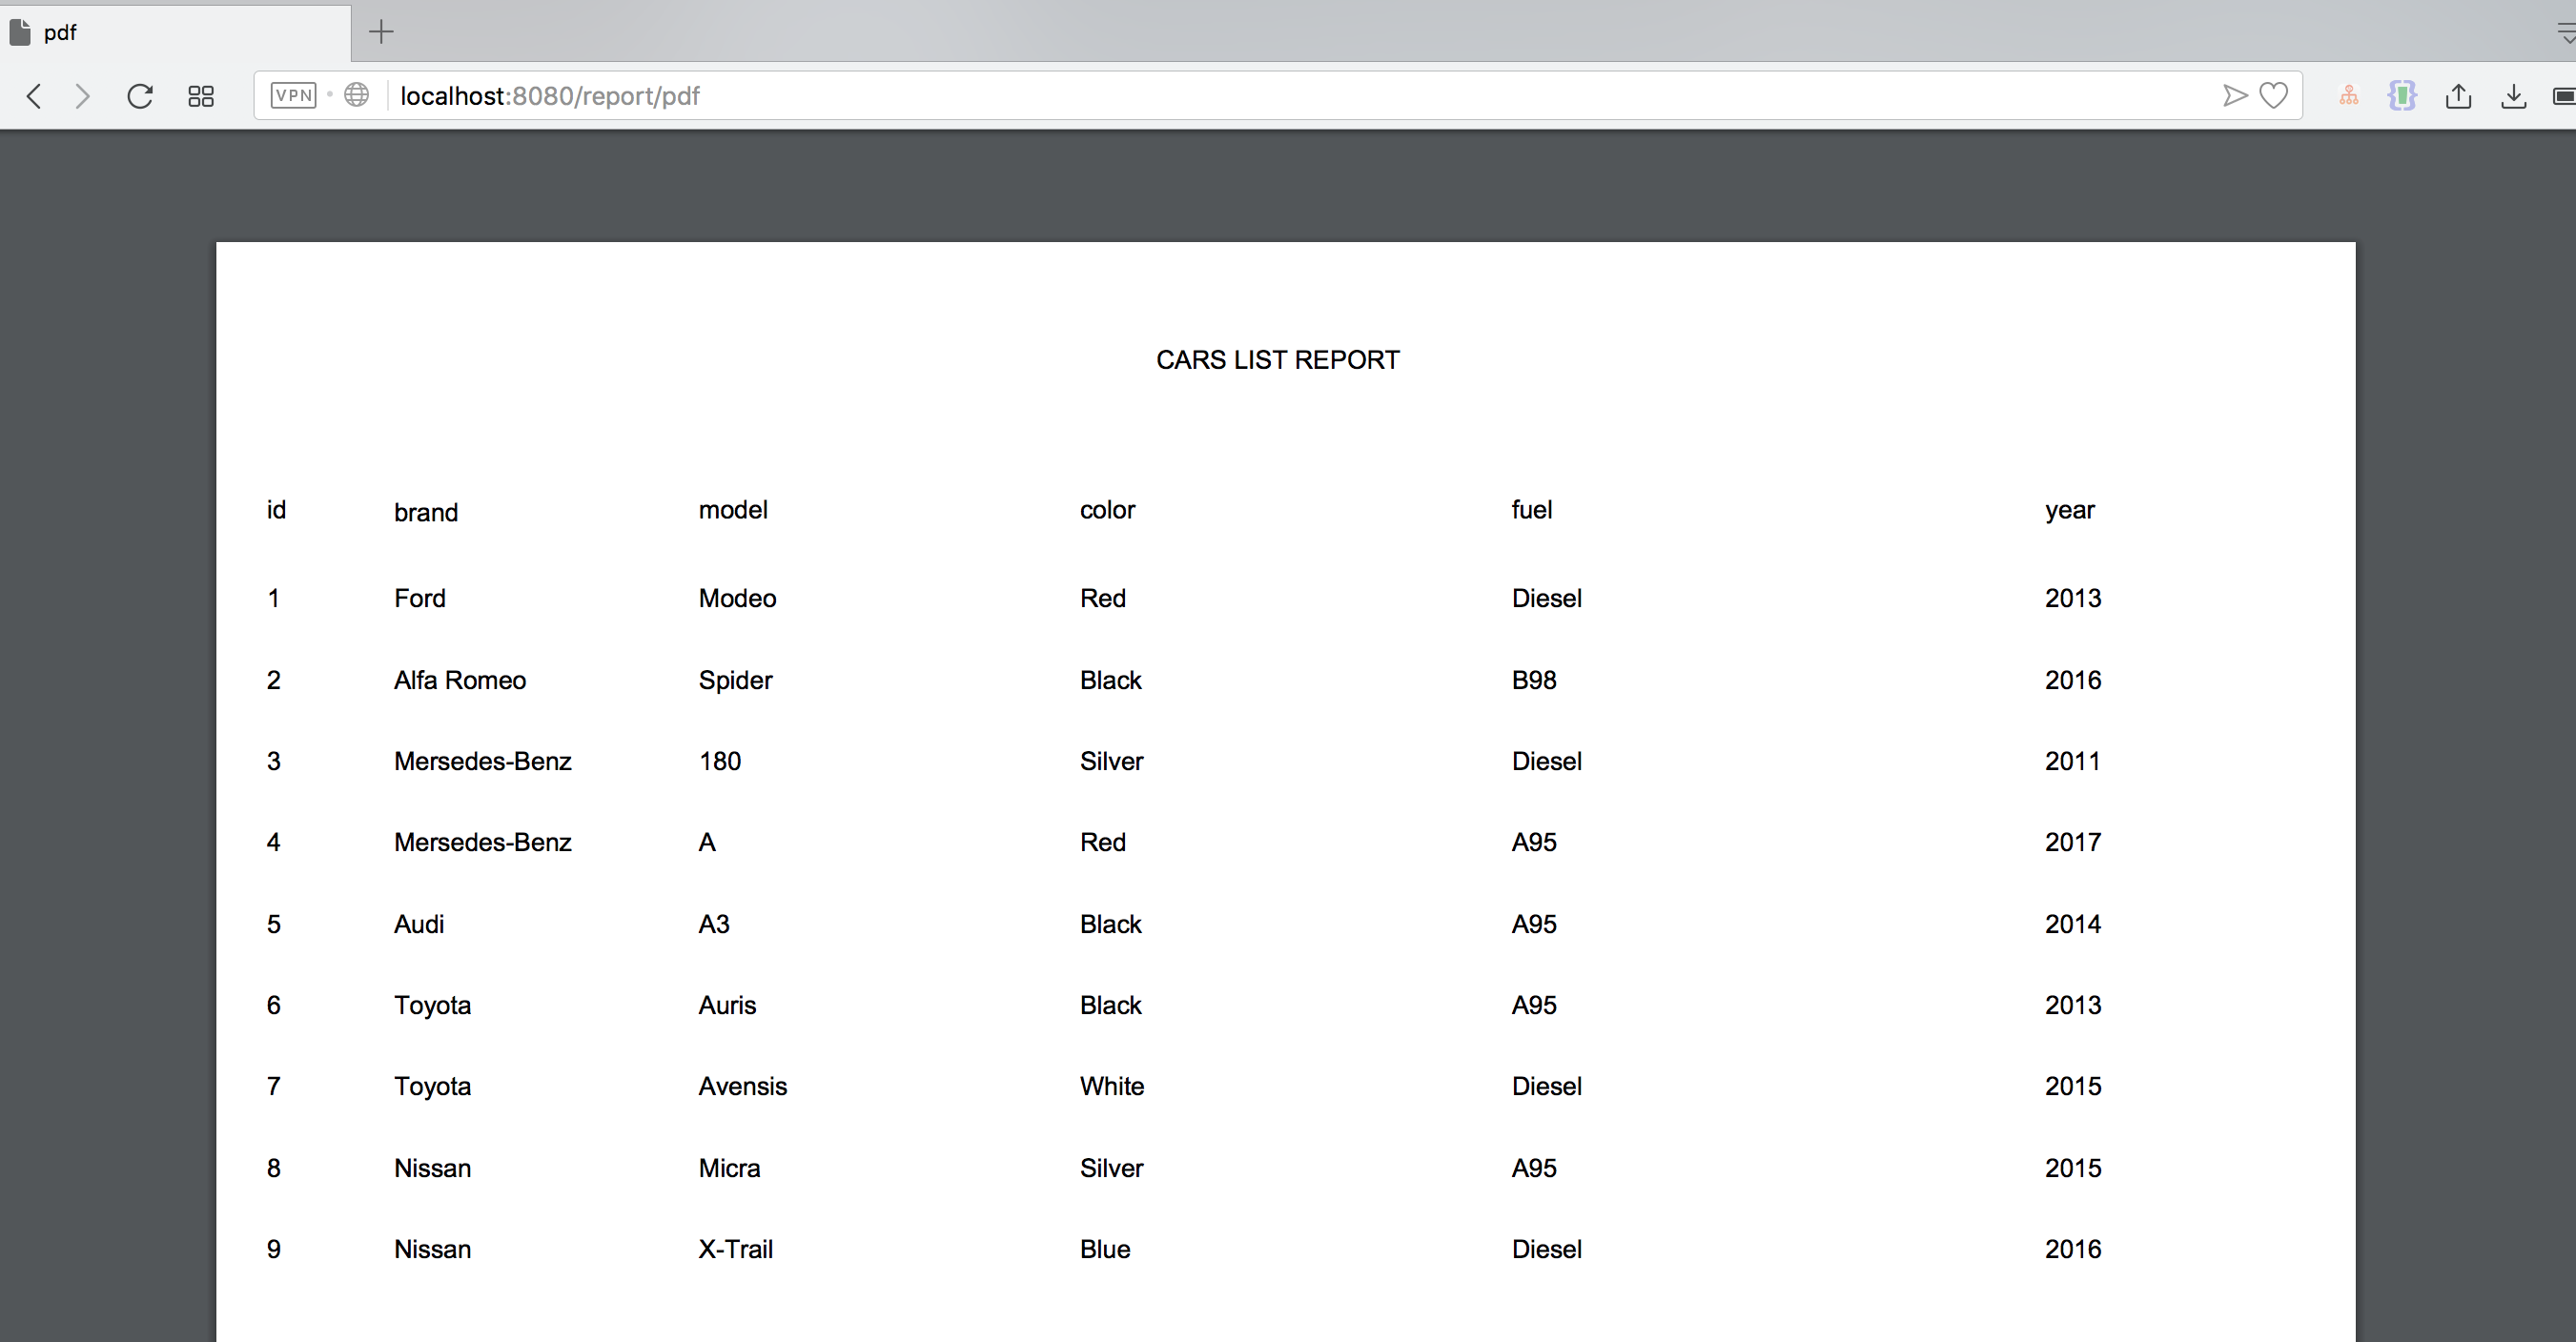 pdf
VPN localhost:8080/report/pdf
CARS LIST REPORT
id brand model color fuel year
1 Ford Modeo Red Diesel 2013
2 Alfa Romeo Spider Black B98 2016
3 Mersedes-Benz 180 Silver Diesel 2011
4 Mersedes-Benz A Red A95 2017
5 Audi A3 Black A95 2014
6 Toyota Auris Black A95 2013
7 Toyota Avensis White Diesel 2015
8 Nissan Micra Silver A95 2015
9 Nissan X-Trail Blue Diesel 2016